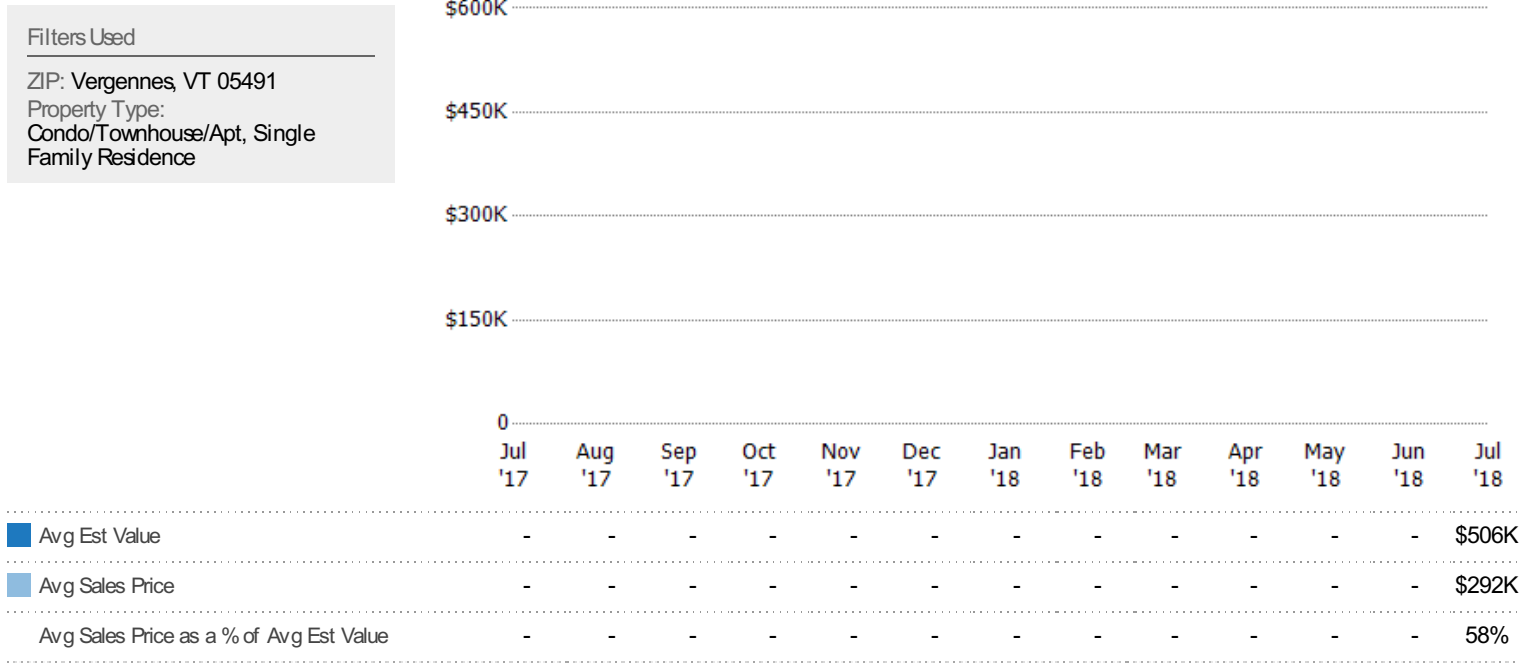 Filters Used
ZIP: Vergennes, VT 05491
Property Type:
Condo/Townhouse/Apt, Single
Family Residence
$600K
$450K
$300K
$150K
0
Jul Aug Sep Oct Nov Dec Jan Feb Mar Apr May Jun Jul
'17 '17 '17 '17 '17 '17 '18 '18 '18 '18 '18 '18 '18
Avg Est Value - - - - - - - - - - - - $506K
Avg Sales Price - - - - - - - - - - - - $292K
Avg Sales Price as a % of Avg Est Value - - - - - - - - - - - - 58%